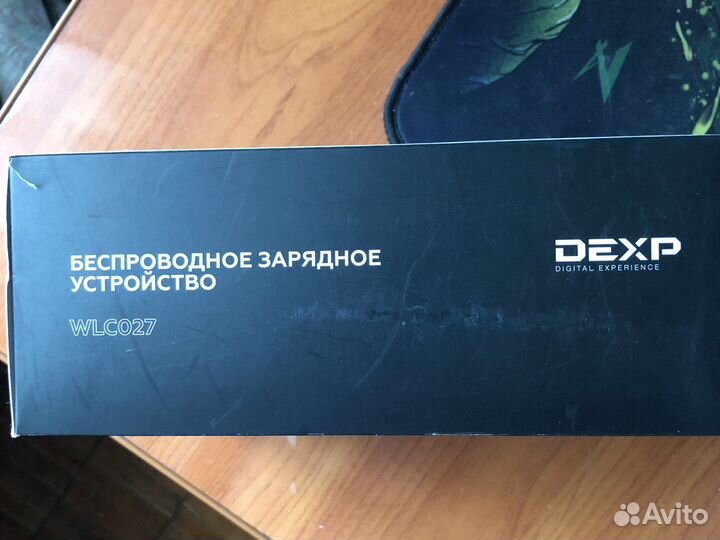 БЕСПРОВОДНОЕ ЗАРЯДНОЕ
УСТРОЙСТВО
WLC027
DEXP
DIGITAL EXPERIENCE
Avito